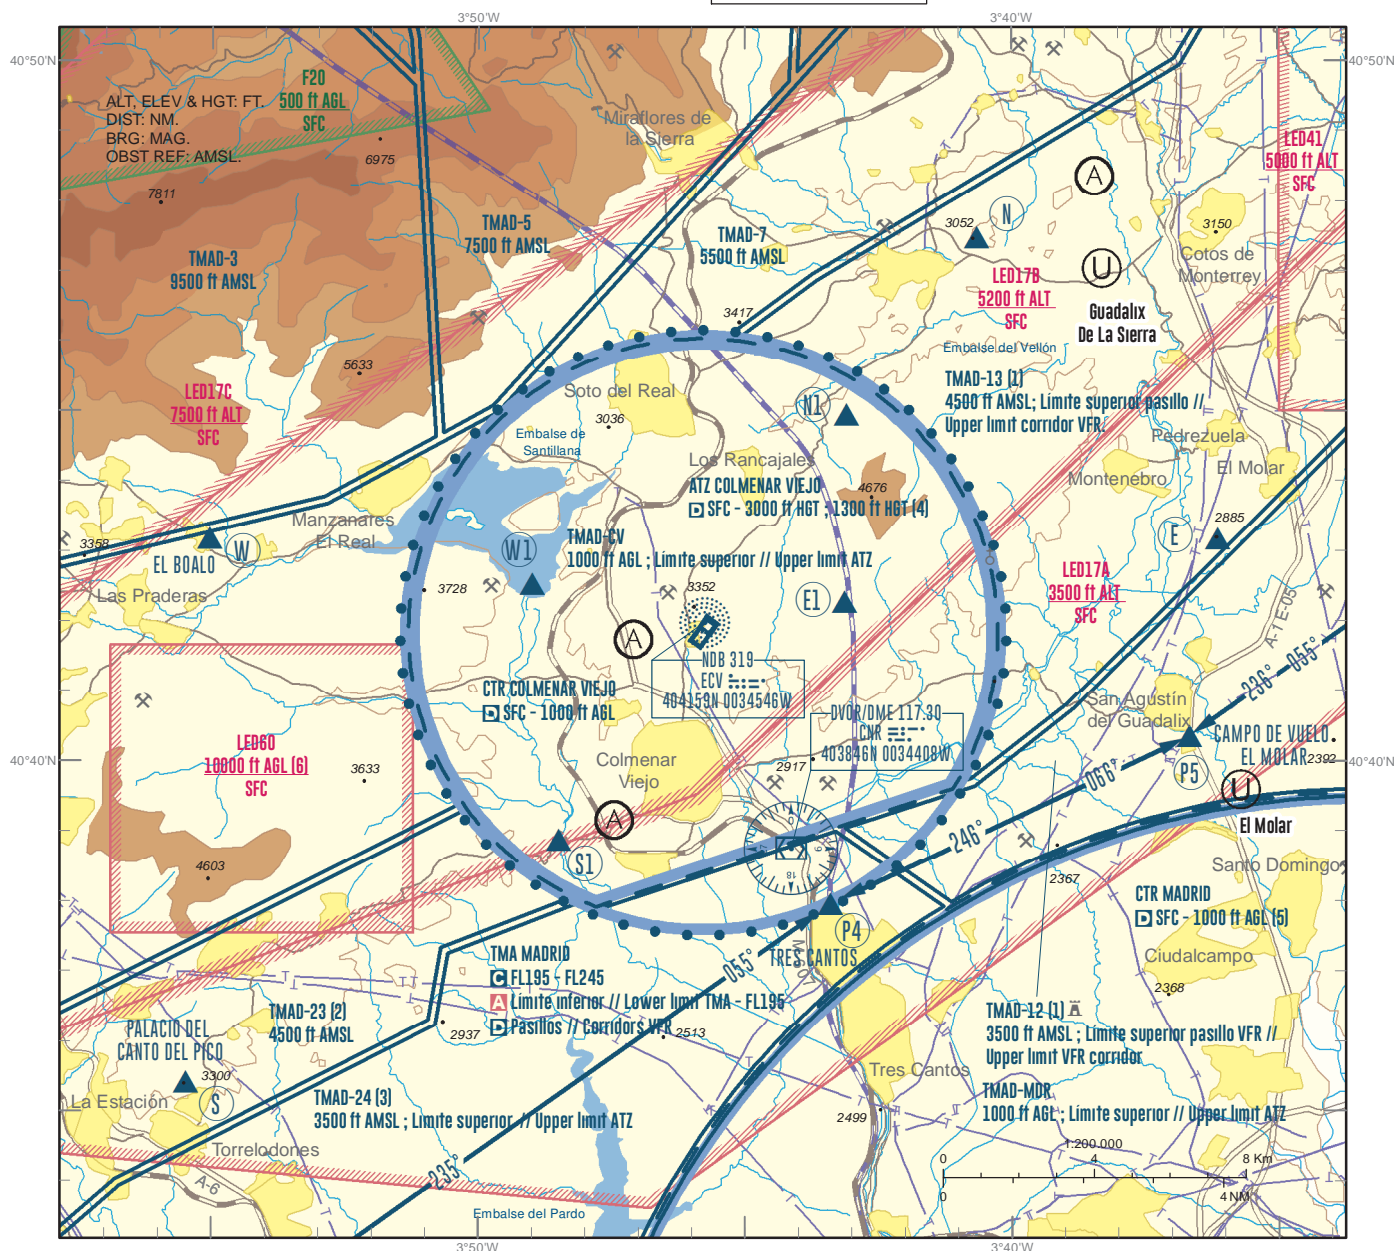 3°50'W
3°40'W
40°50'N
40°50'N
ALT, ELEV & HGT: FT.
DIST: NM.
BRG: MAG.
OBST REF: AMSL.
F20
500 ft AGL
SFC
6975
7811
Miraflores de
la Sierra
LED41
5000 ft ALT
SFC
A
N
3052
3150
Cotos de
Monterrey
U
Guadalix
De La Sierra
TMAD-5
7500 ft AMSL
TMAD-7
5500 ft AMSL
TMAD-3
9500 ft AMSL
LED17B
5200 ft ALT
SFC
3417
Embalse del Vellón
5633
LED17C
7500 ft ALT
SFC
Soto del Real
3036
N1
TMAD-13 (1)
4500 ft AMSL; Límite superior pasillo //
Upper limit corridor VFR.
Embalse de
Santillana
Los Rancajales
Pedrezuela
El Molar
Montenebro
4676
ATZ COLMENAR VIEJO
D SFC - 3000 ft HGT ; 1300 ft HGT (4)
Manzanares
El Real
3358
W
EL BOALO
W1
TMAD-CV
1000 ft AGL ; Límite superior // Upper limit ATZ
E
2885
Las Praderas
3728
3352
E1
LED17A
3500 ft ALT
SFC
A-1 E-05
A
NDB 319
ECV
404159N 0034546W
CTR COLMENAR VIEJO
D SFC - 1000 ft AGL
DVOR/DME 117.30
CNR
403846N 0034408W
236°
055°
San Agustín
del Guadalix
CAMPO DE VUELO
EL MOLAR
2392
P5
LED60
10000 ft AGL (6)
SFC
3633
Colmenar
Viejo
2917
066°
40°40'N
40°40'N
U
El Molar
A
S1
0
9
18
27
246°
2367
Santo Domingo
4603
P4
TRES CANTOS
M-607
CTR MADRID
D SFC - 1000 ft AGL (5)
TMA MADRID
C FL195 - FL245
A Límite inferior // Lower limit TMA - FL195
D Pasillos // Corridors VFR
055°
Ciudalcampo
2368
TMAD-23 (2)
4500 ft AMSL
2937
2513
TMAD-12 (1)
3500 ft AMSL ; Límite superior pasillo VFR //
Upper limit VFR corridor
PALACIO DEL
CANTO DEL PICO
3300
S
La Estación
Tres Cantos
TMAD-24 (3)
3500 ft AMSL ; Límite superior // Upper limit ATZ
2499
TMAD-MDR
1000 ft AGL ; Límite superior // Upper limit ATZ
Torrelodones
A-6
235°
1:200 000
0 4 8 Km
0 4 NM
Embalse del Pardo
3°50'W
3°40'W